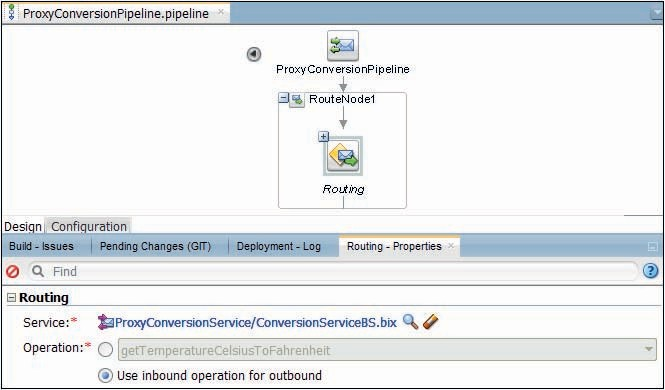 ProxyConversionPipeline.pipeline
ProxyConversionPipeline
RouteNode1
Routing
Design Configuration
Build - Issues Pending Changes (GIT) Deployment - Log Routing - Properties
Find
Routing
Service:* ProxyConversionService/ConversionServiceBS.bix
Operation:* getTemperatureCelsiusToFahrenheit
Use inbound operation for outbound